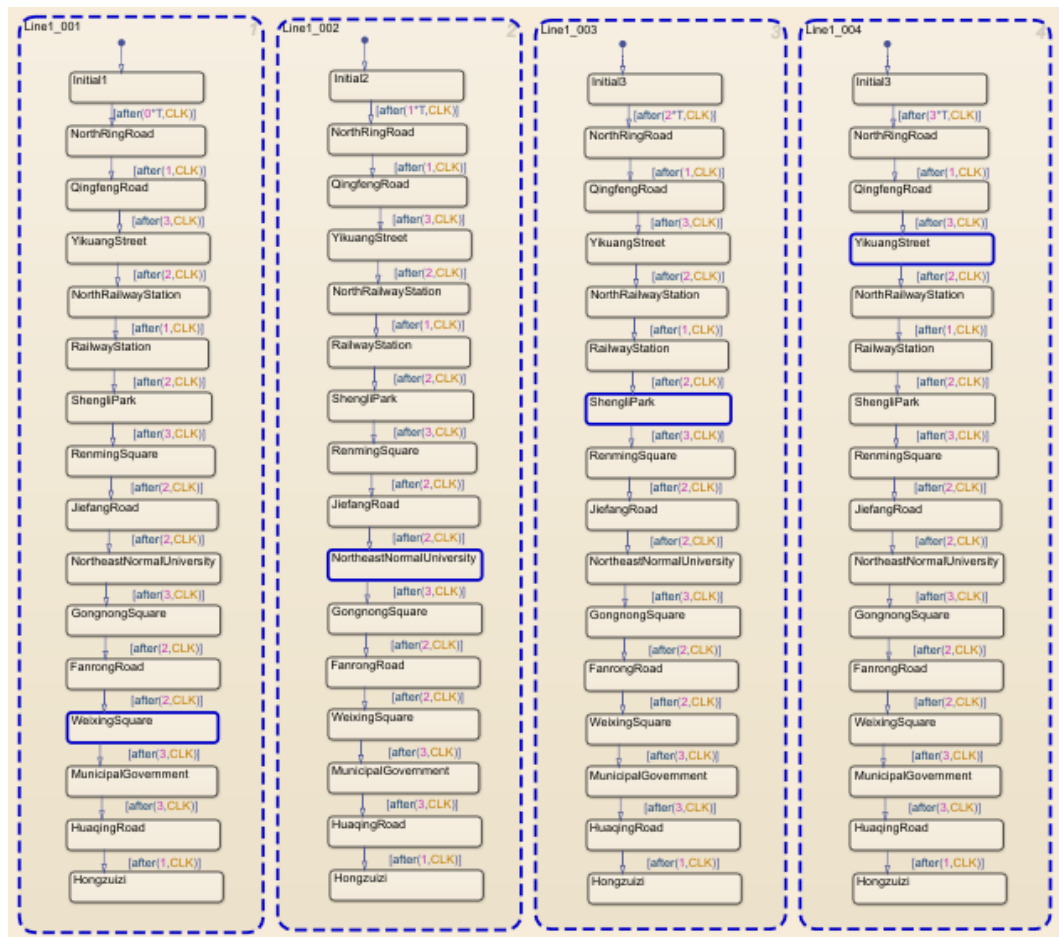 Line1_001
1
Initial1
[after(0*T,CLK)]
NorthRingRoad
[after(1,CLK)]
QingfengRoad
[after(3,CLK)]
YikuangStreet
[after(2,CLK)]
NorthRailwayStation
[after(1,CLK)]
RailwayStation
[after(2,CLK)]
ShengliPark
[after(3,CLK)]
RenmingSquare
[after(2,CLK)]
JiefangRoad
[after(2,CLK)]
NortheastNormalUniversity
[after(3,CLK)]
GongnongSquare
[after(2,CLK)]
FanrongRoad
[after(2,CLK)]
WeixingSquare
[after(3,CLK)]
MunicipalGovernment
[after(3,CLK)]
HuaqingRoad
[after(1,CLK)]
Hongzuizi
Line1_002
2
Initial2
[after(1*T,CLK)]
NorthRingRoad
[after(1,CLK)]
QingfengRoad
[after(3,CLK)]
YikuangStreet
[after(2,CLK)]
NorthRailwayStation
[after(1,CLK)]
RailwayStation
[after(2,CLK)]
ShengliPark
[after(3,CLK)]
RenmingSquare
[after(2,CLK)]
JiefangRoad
[after(2,CLK)]
NortheastNormalUniversity
[after(3,CLK)]
GongnongSquare
[after(2,CLK)]
FanrongRoad
[after(2,CLK)]
WeixingSquare
[after(3,CLK)]
MunicipalGovernment
[after(3,CLK)]
HuaqingRoad
[after(1,CLK)]
Hongzuizi
Line1_003
3
Initial3
[after(2*T,CLK)]
NorthRingRoad
[after(1,CLK)]
QingfengRoad
[after(3,CLK)]
YikuangStreet
[after(2,CLK)]
NorthRailwayStation
[after(1,CLK)]
RailwayStation
[after(2,CLK)]
ShengliPark
[after(3,CLK)]
RenmingSquare
[after(2,CLK)]
JiefangRoad
[after(2,CLK)]
NortheastNormalUniversity
[after(3,CLK)]
GongnongSquare
[after(2,CLK)]
FanrongRoad
[after(2,CLK)]
WeixingSquare
[after(3,CLK)]
MunicipalGovernment
[after(3,CLK)]
HuaqingRoad
[after(1,CLK)]
Hongzuizi
Line1_004
4
Initial3
[after(3*T,CLK)]
NorthRingRoad
[after(1,CLK)]
QingfengRoad
[after(3,CLK)]
YikuangStreet
[after(2,CLK)]
NorthRailwayStation
[after(1,CLK)]
RailwayStation
[after(2,CLK)]
ShengliPark
[after(3,CLK)]
RenmingSquare
[after(2,CLK)]
JiefangRoad
[after(2,CLK)]
NortheastNormalUniversity
[after(3,CLK)]
GongnongSquare
[after(2,CLK)]
FanrongRoad
[after(2,CLK)]
WeixingSquare
[after(3,CLK)]
MunicipalGovernment
[after(3,CLK)]
HuaqingRoad
[after(1,CLK)]
Hongzuizi